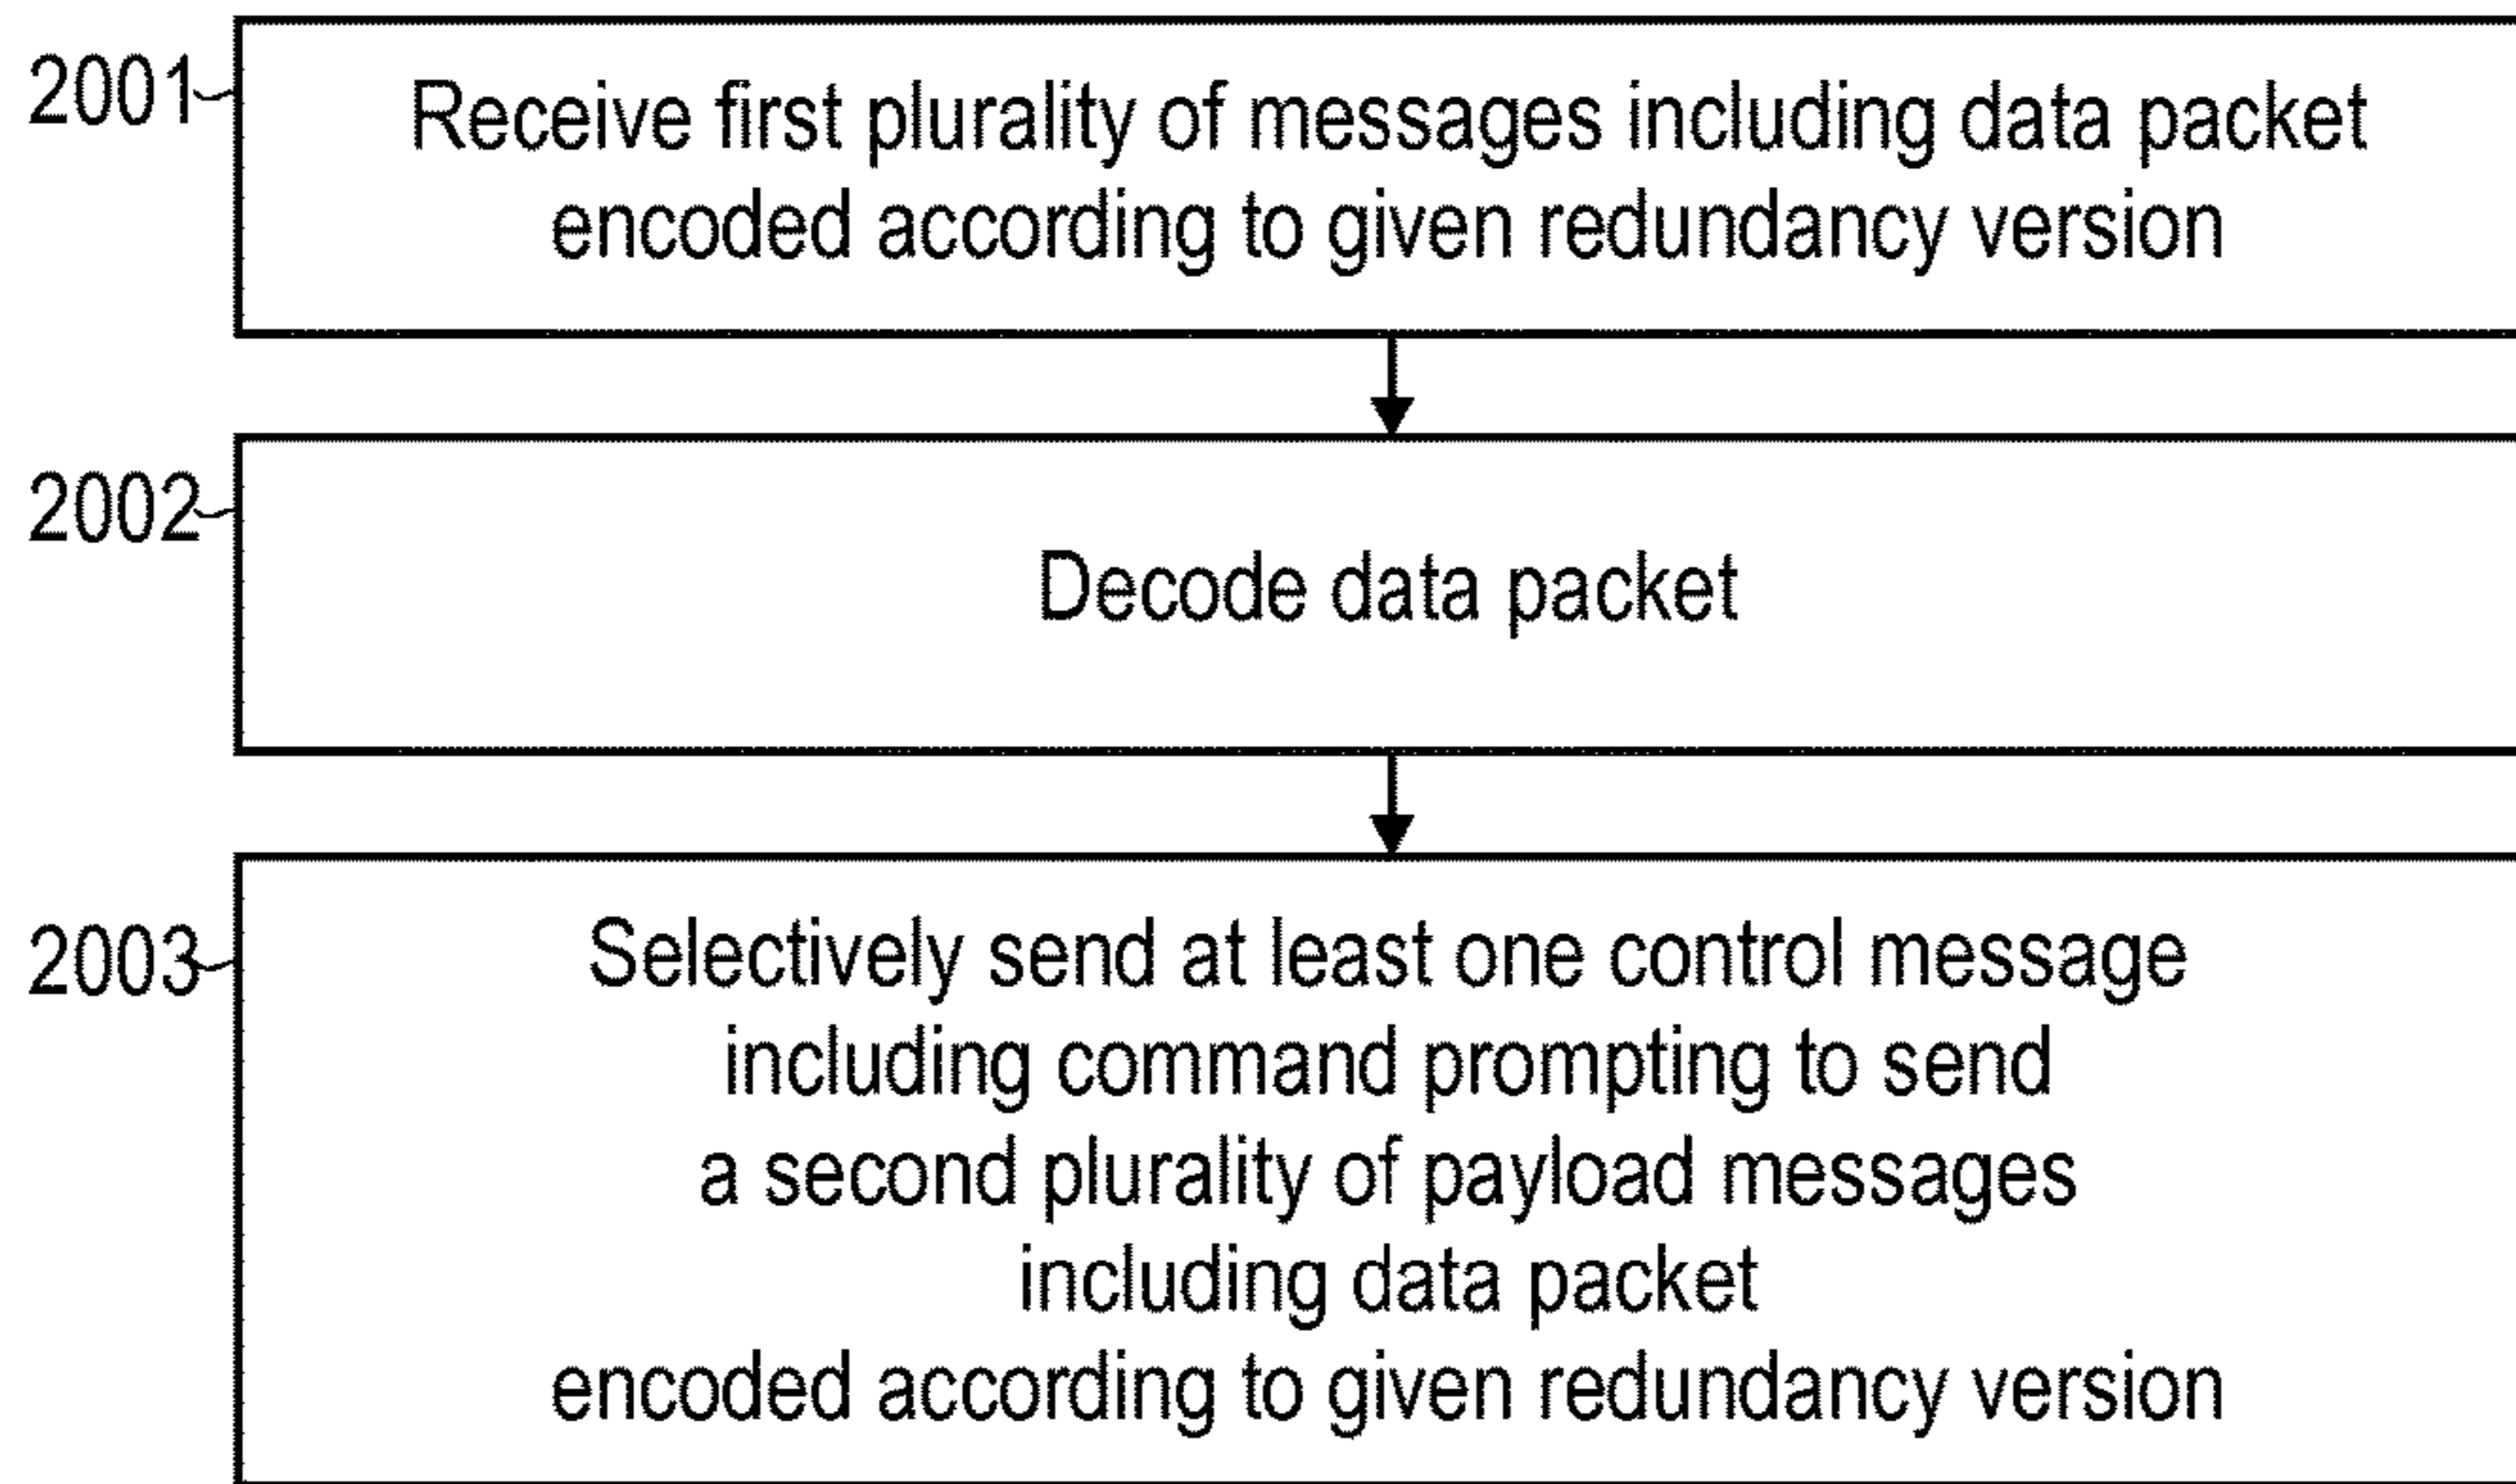 2001
Receive first plurality of messages including data packet
encoded according to given redundancy version
2002
Decode data packet
2003
Selectively send at least one control message
including command prompting to send
a second plurality of payload messages
including data packet
encoded according to given redundancy version